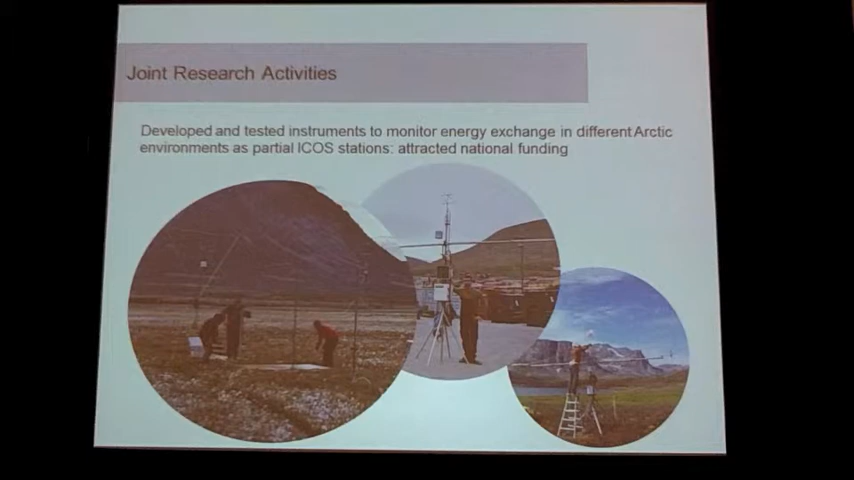 Joint Research Activities
Developed and tested instruments to monitor energy exchange in different Arctic
environments as partial ICOS stations: attracted national funding